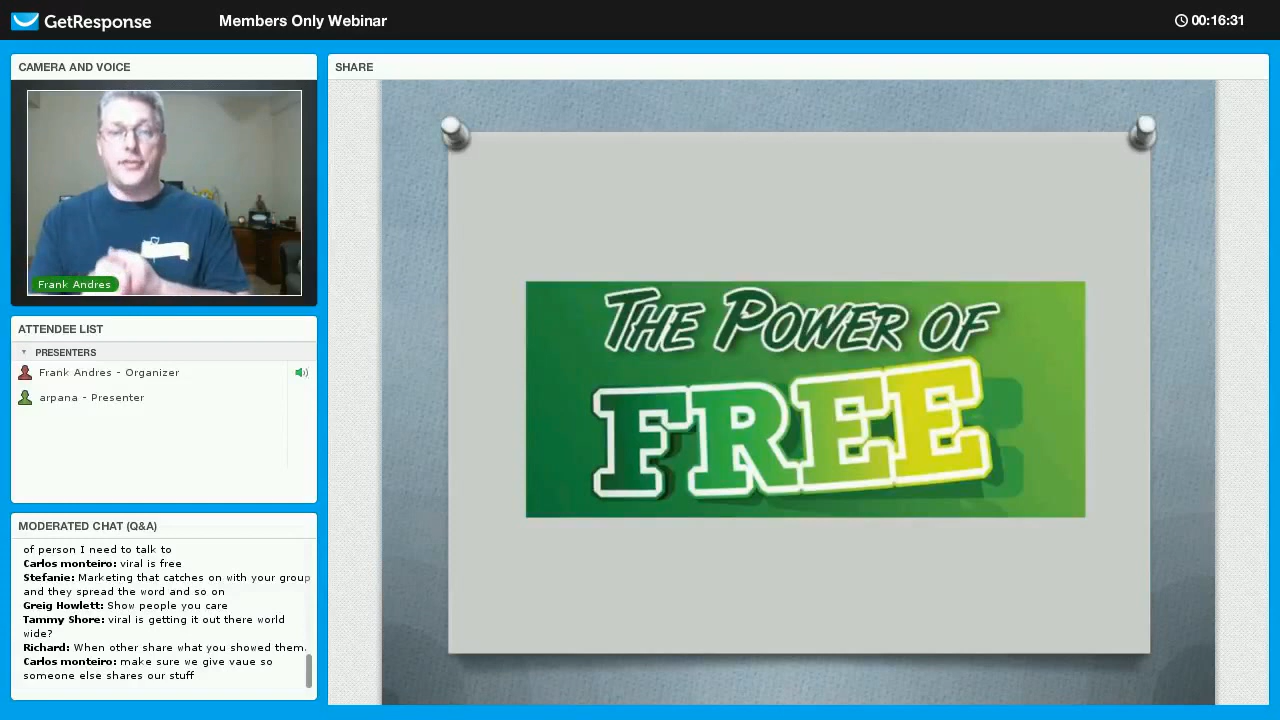 GetResponse
Members Only Webinar
00:16:31
CAMERA AND VOICE
Frank Andres
ATTENDEE LIST
PRESENTERS
Frank Andres - Organizer
arpana - Presenter
MODERATED CHAT (Q&A)
of person I need to talk to
Carlos monteiro: viral is free
Stefanie: Marketing that catches on with your group
and they spread the word and so on
Greig Howlett: Show people you care
Tammy Shore: viral is getting it out there world
wide?
Richard: When other share what you showed them.
Carlos monteiro: make sure we give vaue so
someone else shares our stuff
SHARE
THE POWER OF
FREE